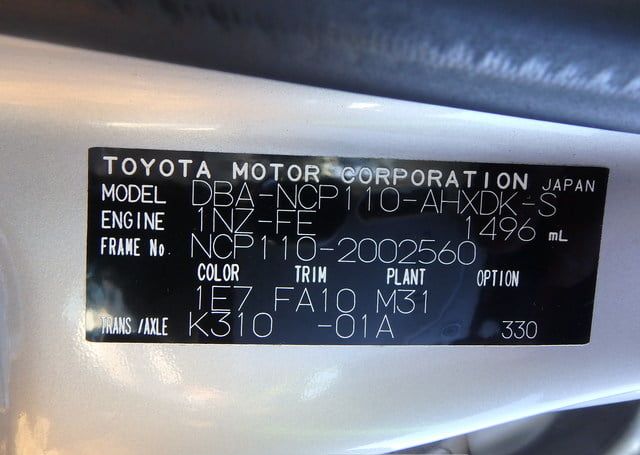 TOYOTA MOTOR CORPORATION JAPAN
MODEL DBA-NCP110-AHXDK-S
ENGINE 1NZ-FE 1496 mL
FRAME No. NCP110-2002560
COLOR TRIM PLANT OPTION
1E7 FA10 M31
TRANS/AXLE K310 -01A 330